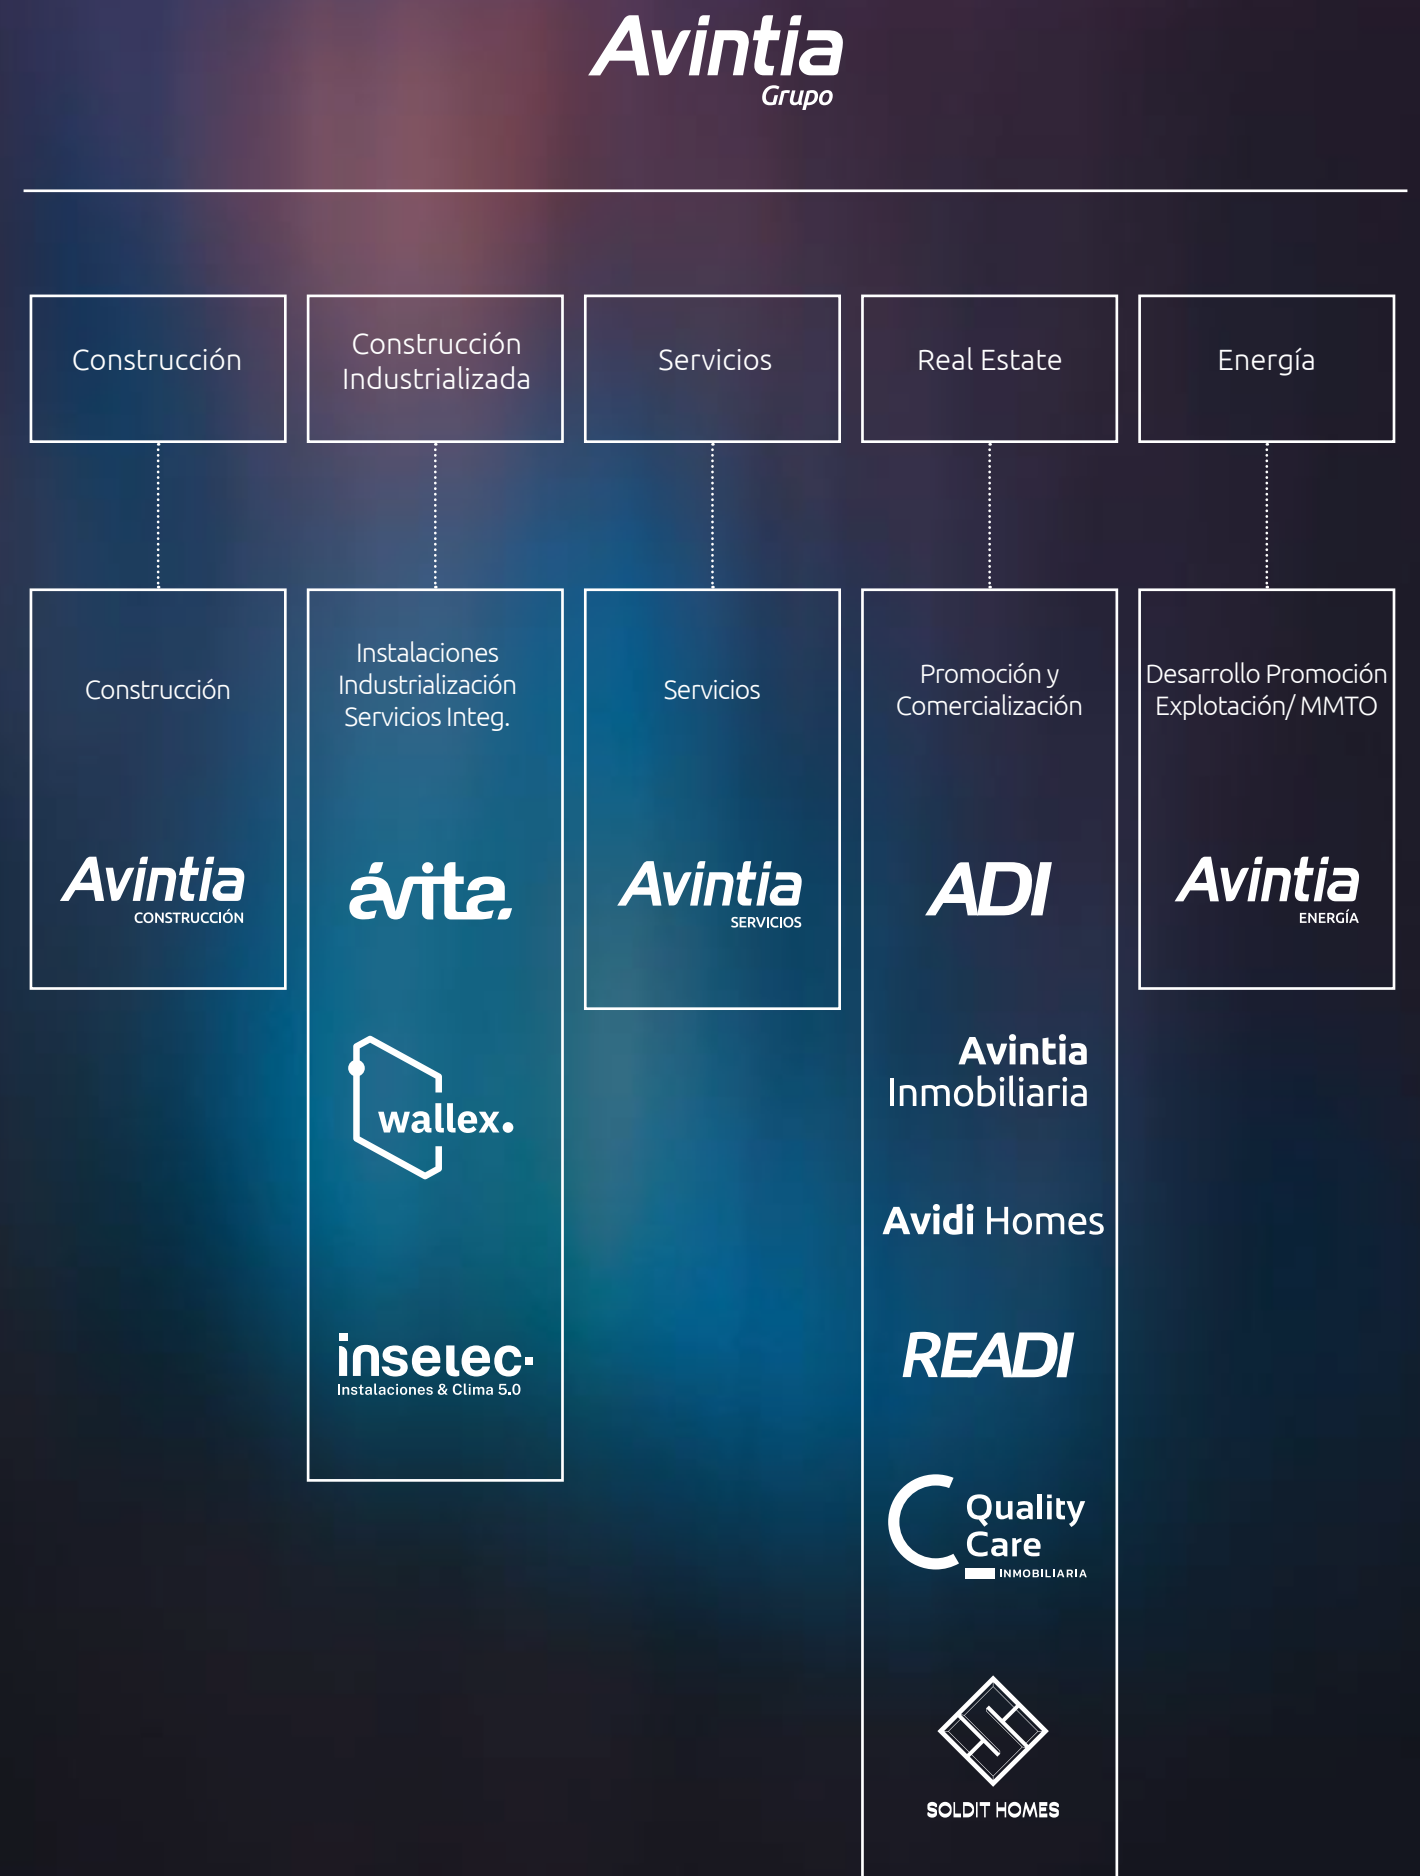 Avintia
Grupo
Construcción
Construcción
Industrializada
Servicios
Real Estate
Energía
Construcción
Avintia
CONSTRUCCIÓN
Instalaciones
Industrialización
Servicios Integ.
ávita.
wallex.
inselec.
Instalaciones & Clima 5.0
Servicios
Avintia
SERVICIOS
Promoción y
Comercialización
ADI
Avintia
Inmobiliaria
Avidi Homes
READI
Quality
Care
INMOBILIARIA
SOLDIT HOMES
Desarrollo Promoción
Explotación/ MMTO
Avintia
ENERGÍA